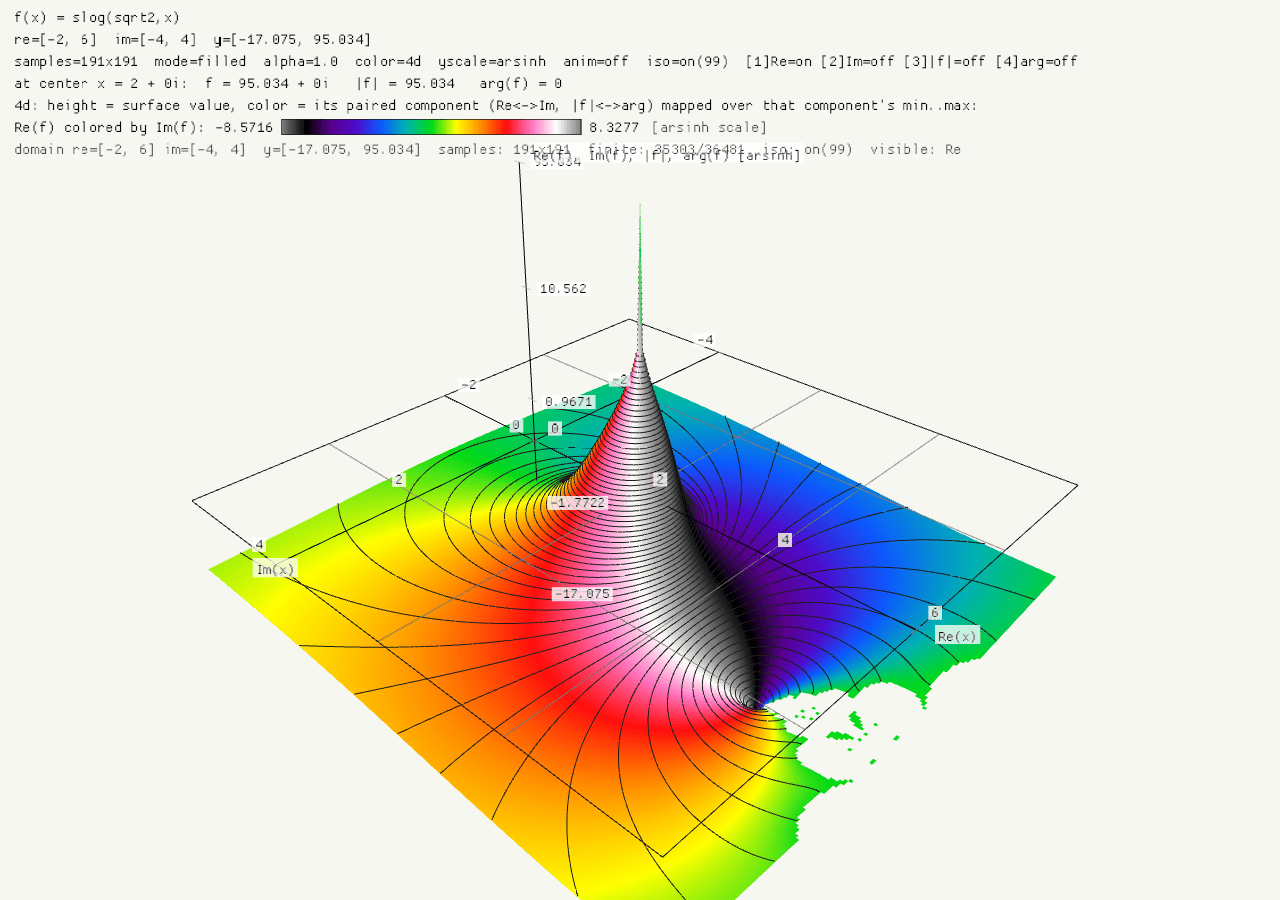 f(x) = slog(sqrt2,x)
re=[-2, 6]  im=[-4, 4]  y=[-17.075, 95.034]
samples=191x191  mode=filled  alpha=1.0  color=4d  yscale=arsinh  anim=off  iso=on(99)  [1]Re=on [2]Im=off [3]|f|=off [4]arg=off
at center x = 2 + 0i:  f = 95.034 + 0i   |f| = 95.034   arg(f) = 0
4d: height = surface value, color = its paired component (Re<->Im, |f|<->arg) mapped over that component's min..max:
Re(f) colored by Im(f): -8.5716 8.3277 [arsinh scale]
domain re=[-2, 6] im=[-4, 4]  y=[-17.075, 95.034]  samples: 191x191  finite: 35303/36481  iso: on(99)  visible: Re
Re(f), Im(f), |f|, arg(f) [arsinh]
95.034
10.562
-4
-2
-2
0.9671
0
0
2
2
-1.7722
4
4
Im(x)
-17.075
6
Re(x)